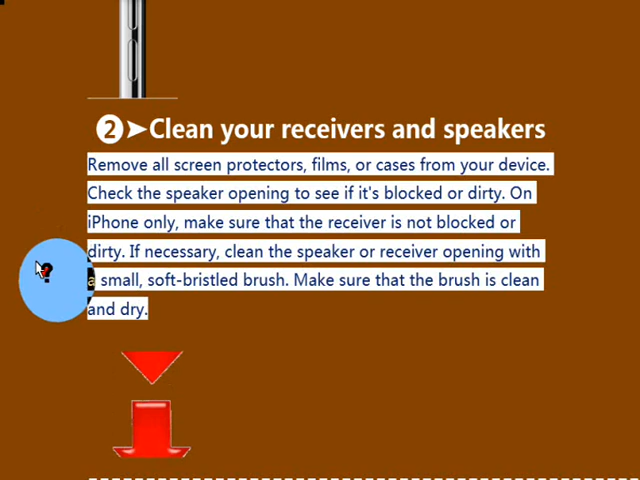 2➤Clean your receivers and speakers
Remove all screen protectors, films, or cases from your device.
Check the speaker opening to see if it's blocked or dirty. On
iPhone only, make sure that the receiver is not blocked or
dirty. If necessary, clean the speaker or receiver opening with
a small, soft-bristled brush. Make sure that the brush is clean
and dry.